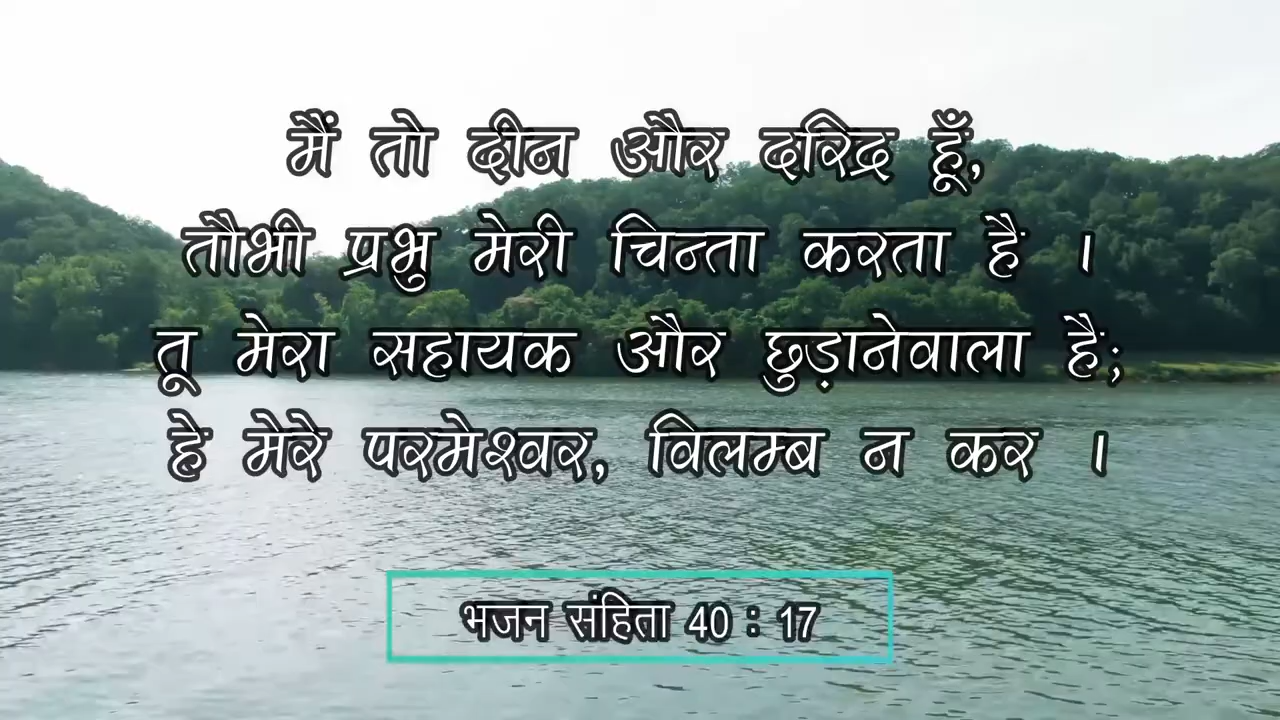 मैं तो दीन और दरिद्र हूँ,
तौभी प्रभु मेरी चिन्ता करता है ।
तू मेरा सहायक और छुड़ानेवाला है;
हे मेरे परमेश्वर, विलम्ब न कर ।
भजन संहिता 40 : 17